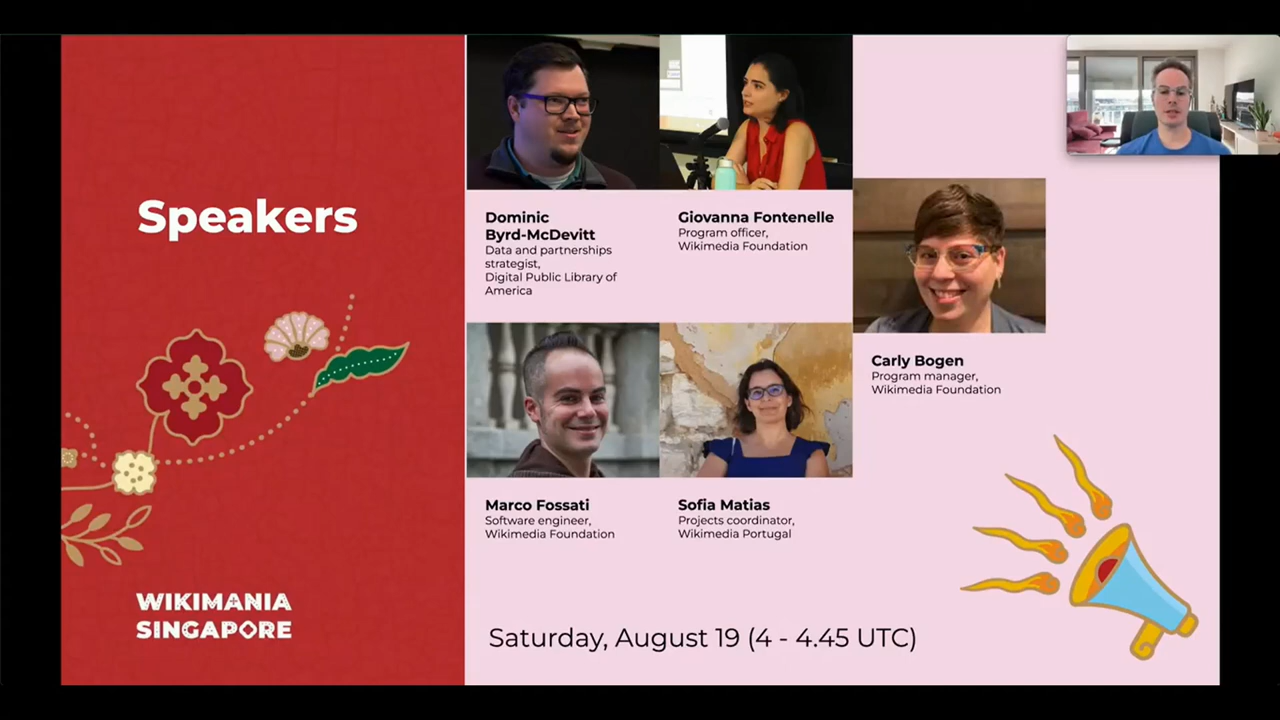 Speakers
WIKIMANIA
SINGAPORE
Dominic
Byrd-McDevitt
Data and partnerships
strategist,
Digital Public Library of
America
Giovanna Fontenelle
Program officer,
Wikimedia Foundation
Carly Bogen
Program manager,
Wikimedia Foundation
Marco Fossati
Software engineer,
Wikimedia Foundation
Sofia Matias
Projects coordinator,
Wikimedia Portugal
Saturday, August 19 (4 - 4.45 UTC)